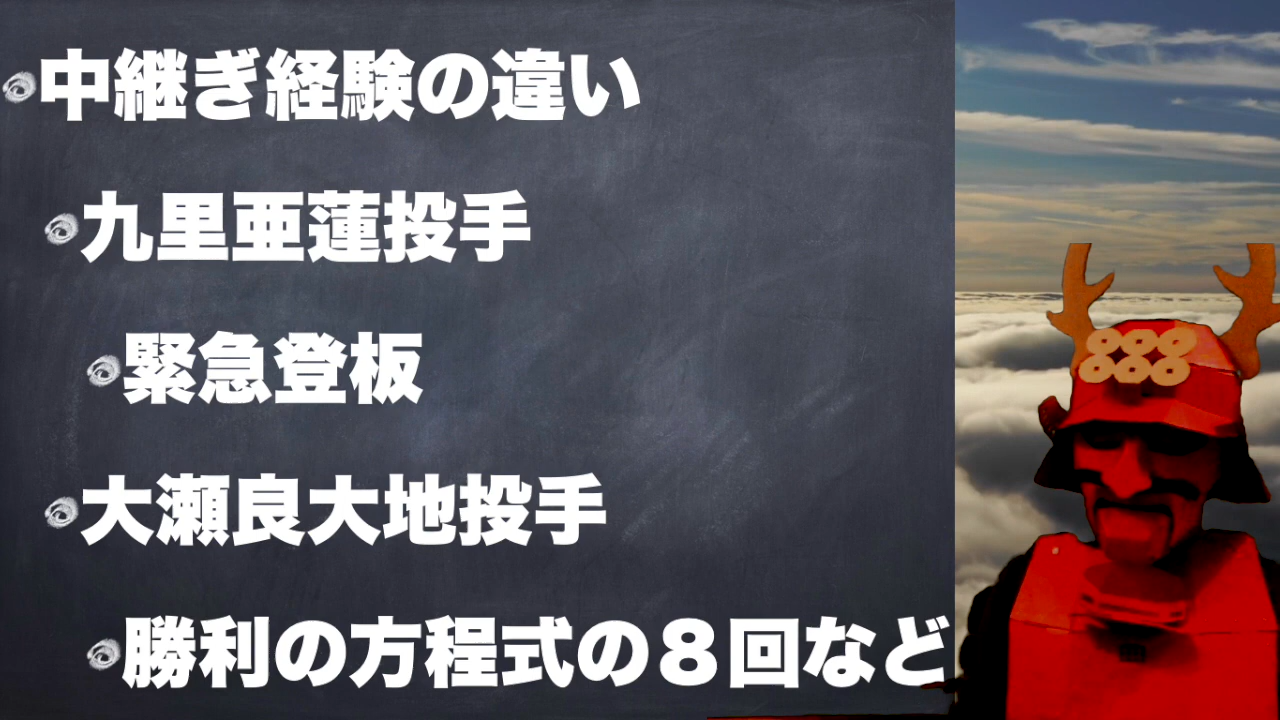 中継ぎ経験の違い
九里亜蓮投手
緊急登板
大瀬良大地投手
勝利の方程式の８回など